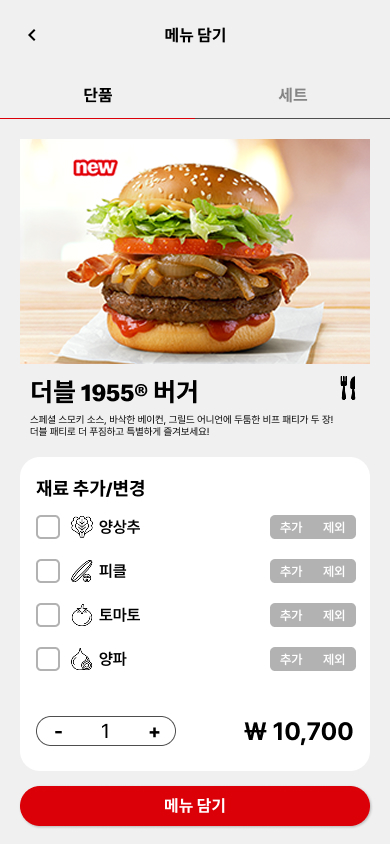 메뉴 담기
단품
세트
new
더블 1955® 버거
스페셜 스모키 소스, 바삭한 베이컨, 그릴드 어니언에 두툼한 비프 패티가 두 장!
더블 패티로 더 푸짐하고 특별하게 즐겨보세요!
재료 추가/변경
양상추 추가 제외
피클 추가 제외
토마토 추가 제외
양파 추가 제외
- 1 + ₩ 10,700
메뉴 담기